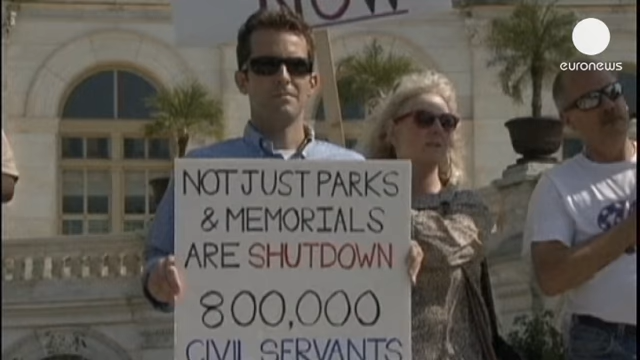 NOW
euronews
NOT JUST PARKS
& MEMORIALS
ARE SHUTDOWN
800,000
CIVIL SERVANTS